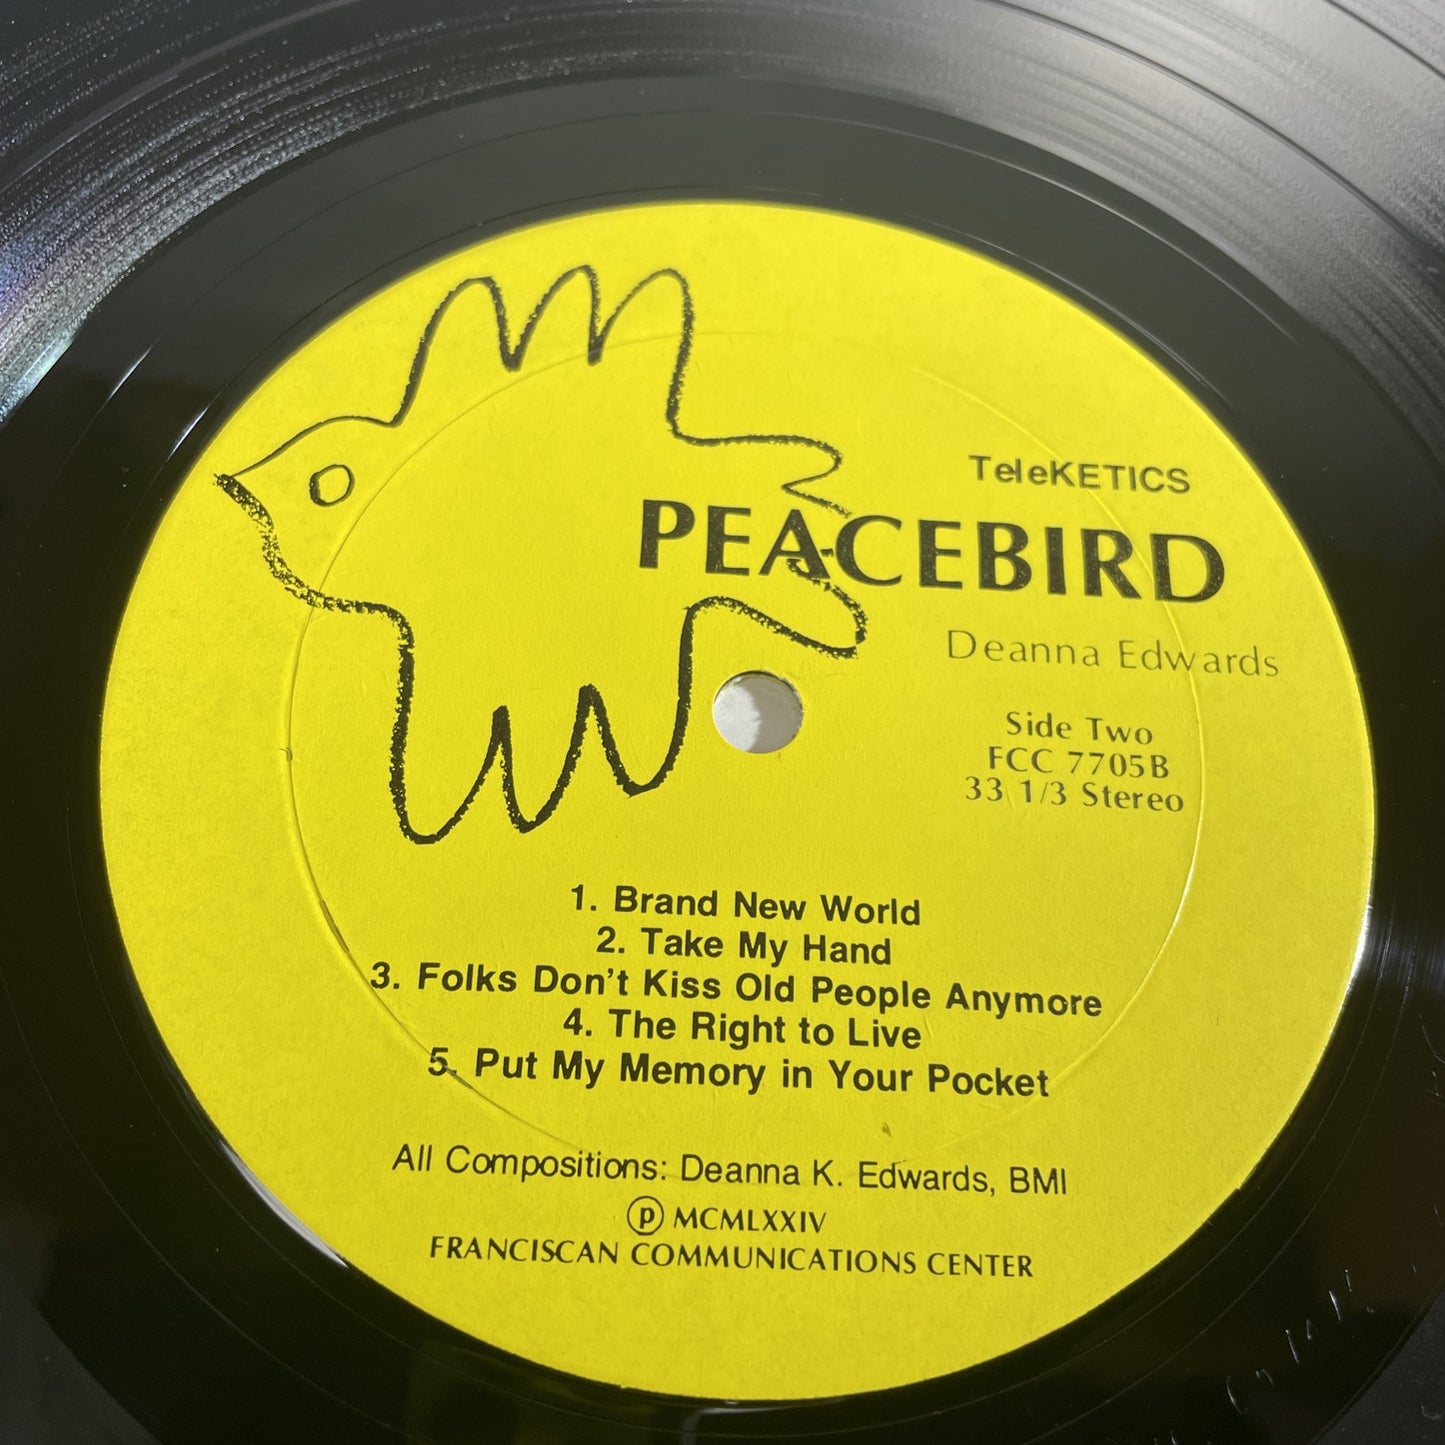 TeleKETICS
PEACEBIRD
Deanna Edwards
Side Two
FCC 7705B
33 1/3 Stereo
1. Brand New World
2. Take My Hand
3. Folks Don't Kiss Old People Anymore
4. The Right to Live
5. Put My Memory in Your Pocket
All Compositions: Deanna K. Edwards, BMI
℗ MCMLXXIV
FRANCISCAN COMMUNICATIONS CENTER